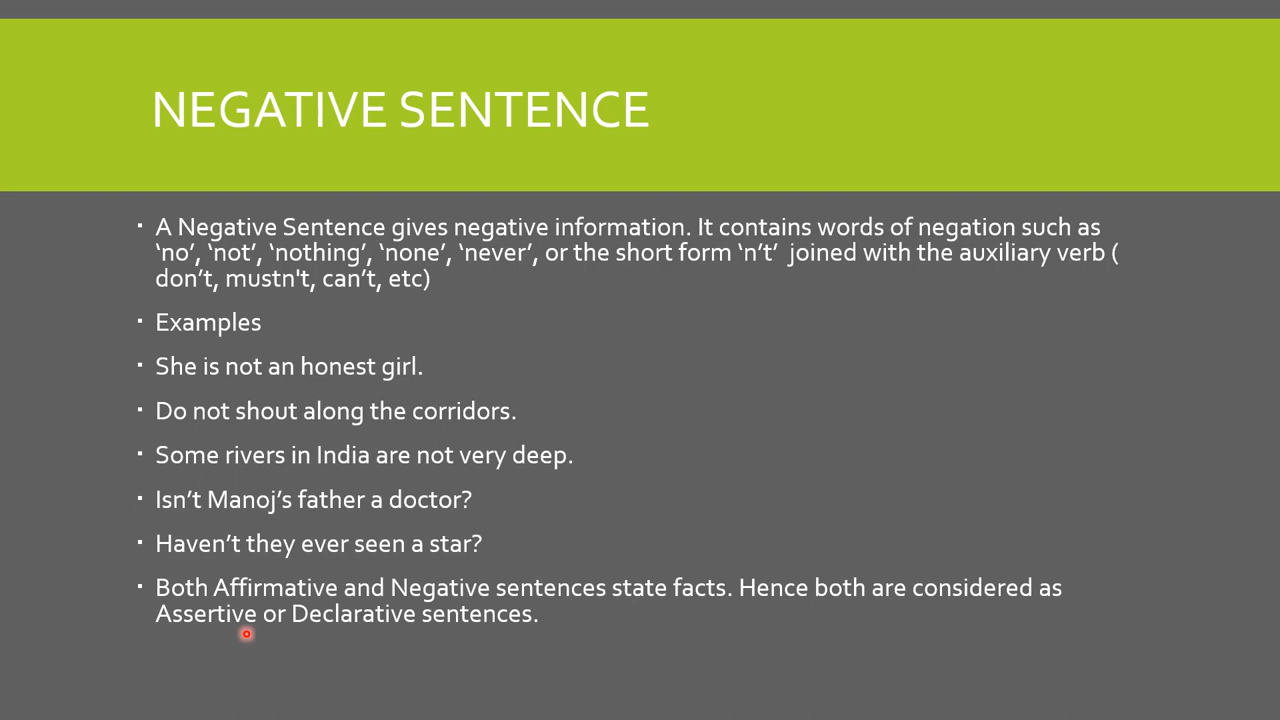 NEGATIVE SENTENCE
▪ A Negative Sentence gives negative information. It contains words of negation such as
‘no’, ‘not’, ‘nothing’, ‘none’, ‘never’, or the short form ‘n’t’  joined with the auxiliary verb (
don’t, mustn't, can’t, etc)
▪ Examples
▪ She is not an honest girl.
▪ Do not shout along the corridors.
▪ Some rivers in India are not very deep.
▪ Isn’t Manoj’s father a doctor?
▪ Haven’t they ever seen a star?
▪ Both Affirmative and Negative sentences state facts. Hence both are considered as
Assertive or Declarative sentences.